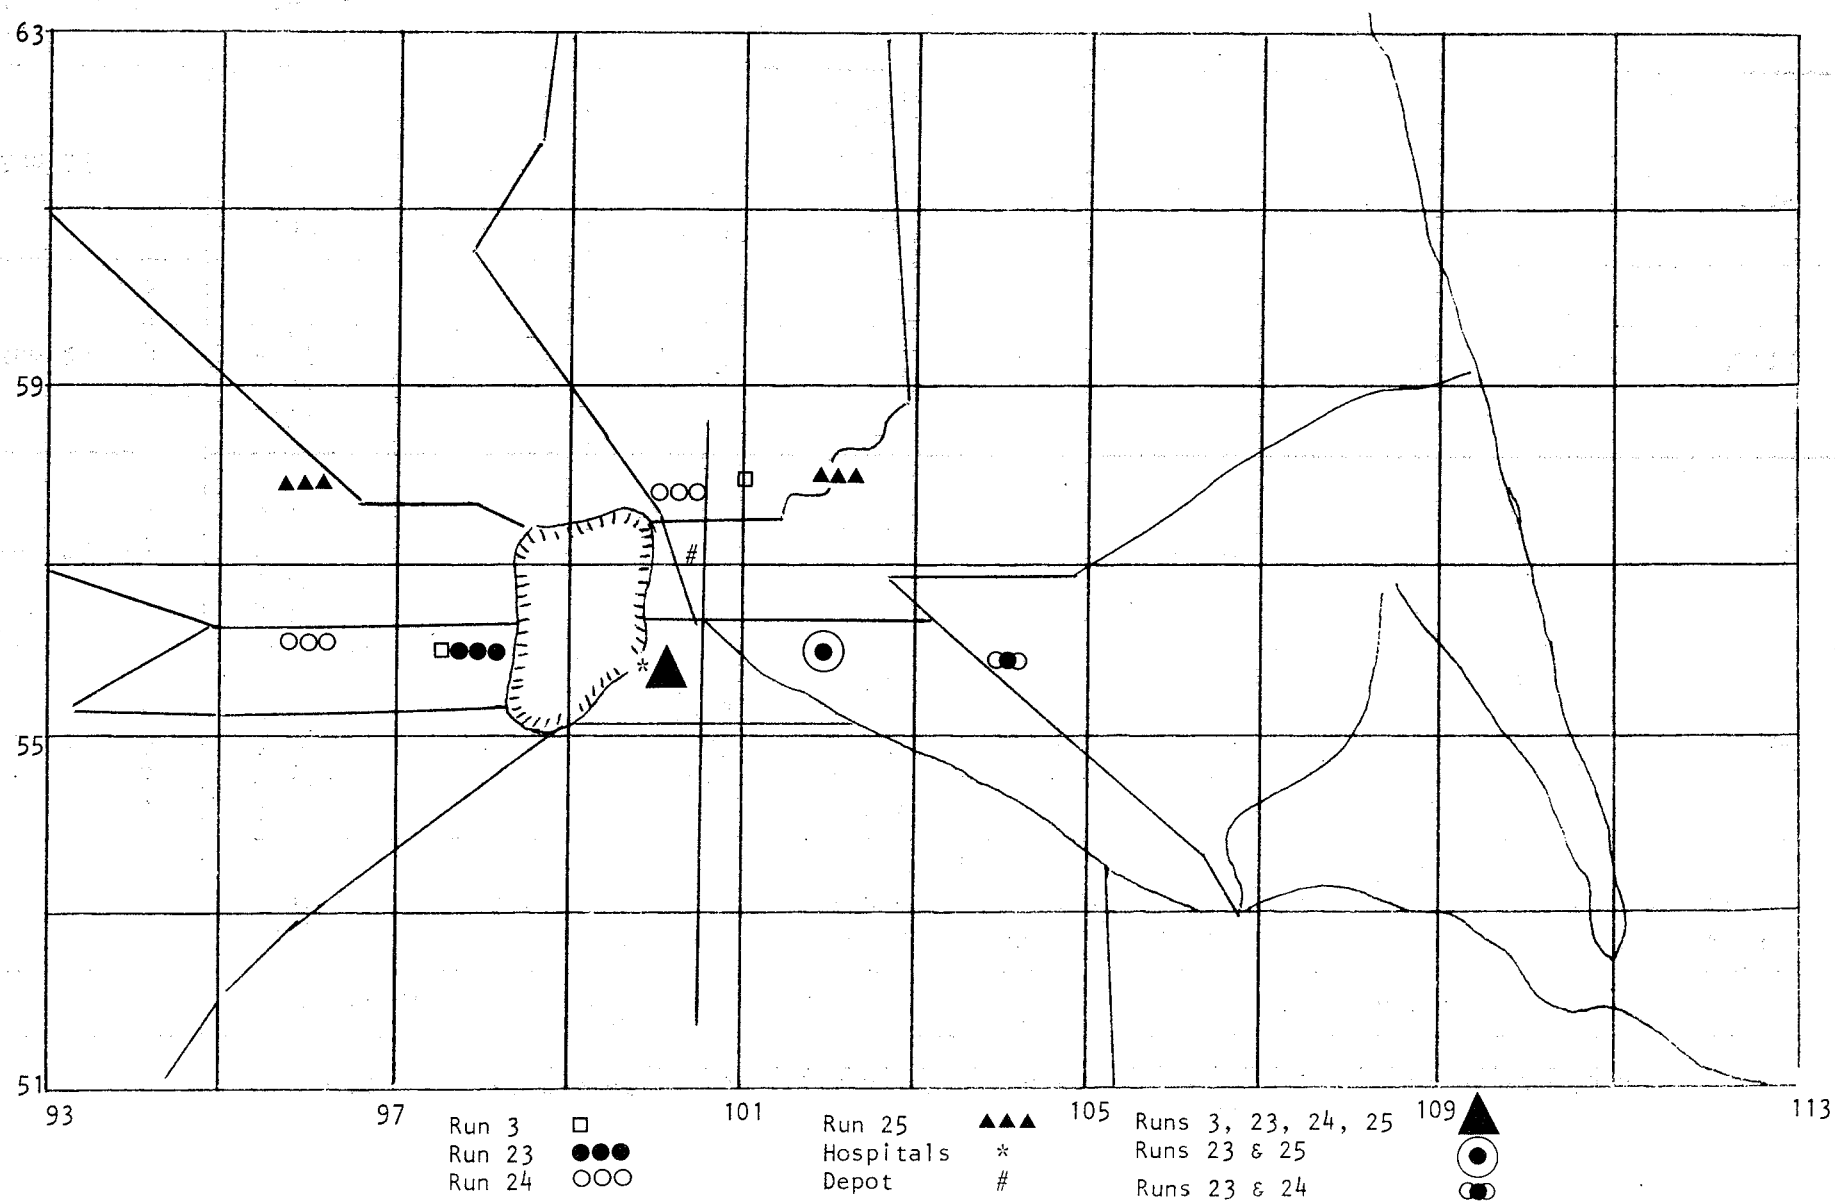 63
59
#
*
55
51
93 97 101 105 109 113
Run 3 □ Run 25 ▲▲▲ Runs 3, 23, 24, 25 ▲
Run 23 ●●● Hospitals * Runs 23 & 25
Run 24 ○○○ Depot # Runs 23 & 24